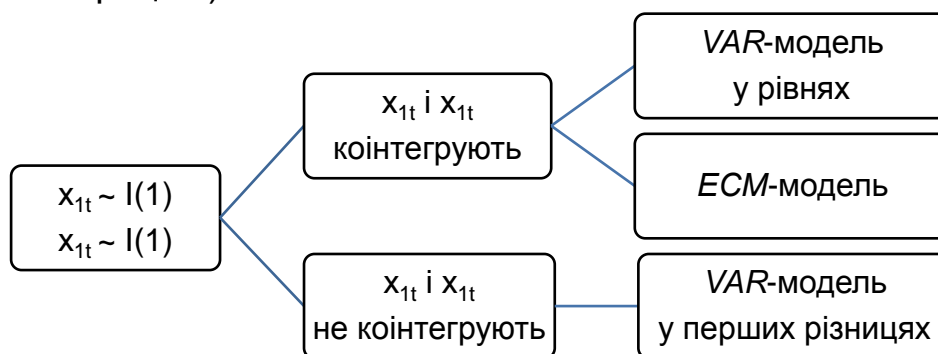 x₁ₜ ~ I(1)
x₁ₜ ~ I(1)
x₁ₜ і x₁ₜ
коінтегрують
x₁ₜ і x₁ₜ
не коінтегрують
VAR-модель
у рівнях
ECM-модель
VAR-модель
у перших різницях